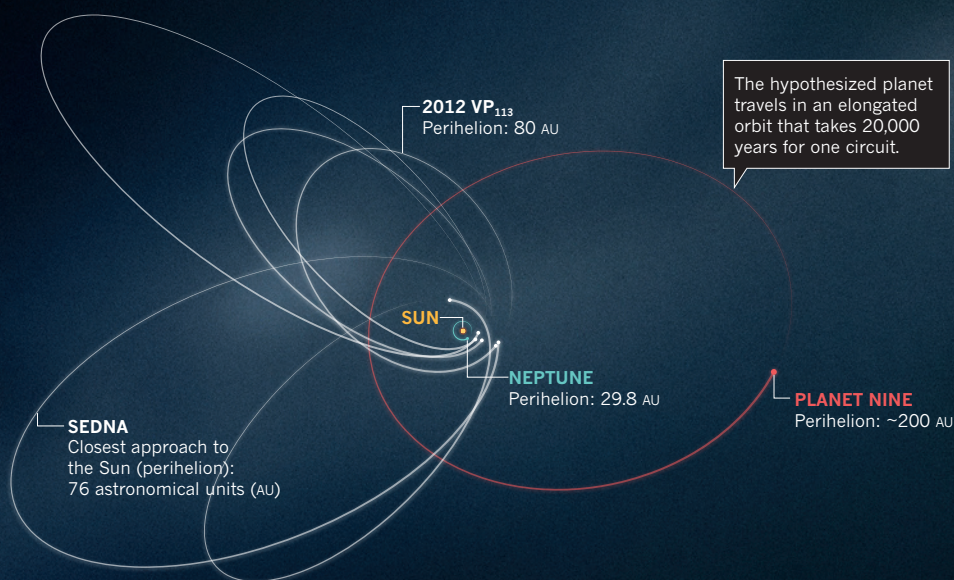 The hypothesized planet
travels in an elongated
orbit that takes 20,000
years for one circuit.
2012 VP₁₁₃
Perihelion: 80 AU
SUN
NEPTUNE
Perihelion: 29.8 AU
PLANET NINE
Perihelion: ~200 AU
SEDNA
Closest approach to
the Sun (perihelion):
76 astronomical units (AU)